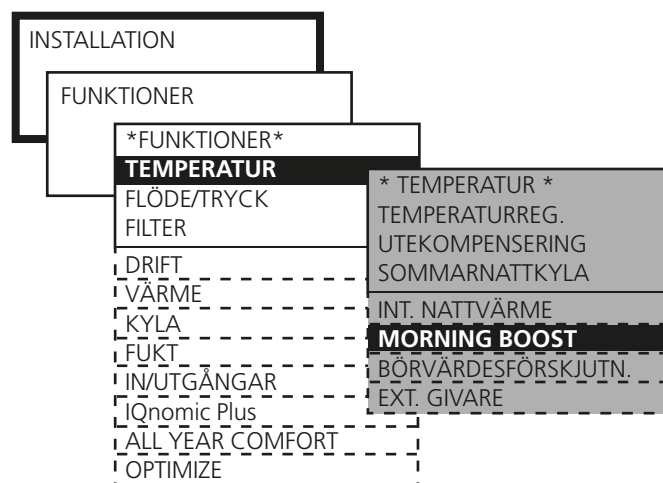 INSTALLATION
FUNKTIONER
*FUNKTIONER*
TEMPERATUR
FLÖDE/TRYCK
FILTER
DRIFT
VÄRME
KYLA
FUKT
IN/UTGÅNGAR
IQnomic Plus
ALL YEAR COMFORT
OPTIMIZE
* TEMPERATUR *
TEMPERATURREG.
UTEKOMPENSERING
SOMMARNATTKYLA
INT. NATTVÄRME
MORNING BOOST
BÖRVÄRDESFÖRSKJUTN.
EXT. GIVARE